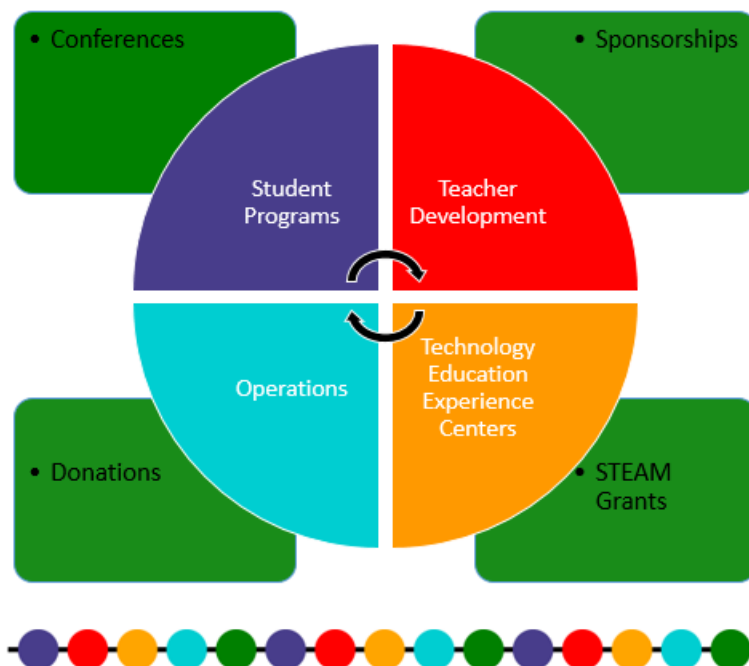 • Conferences
• Sponsorships
Student
Programs
Teacher
Development
Operations
Technology
Education
Experience
Centers
• Donations
• STEAM
Grants